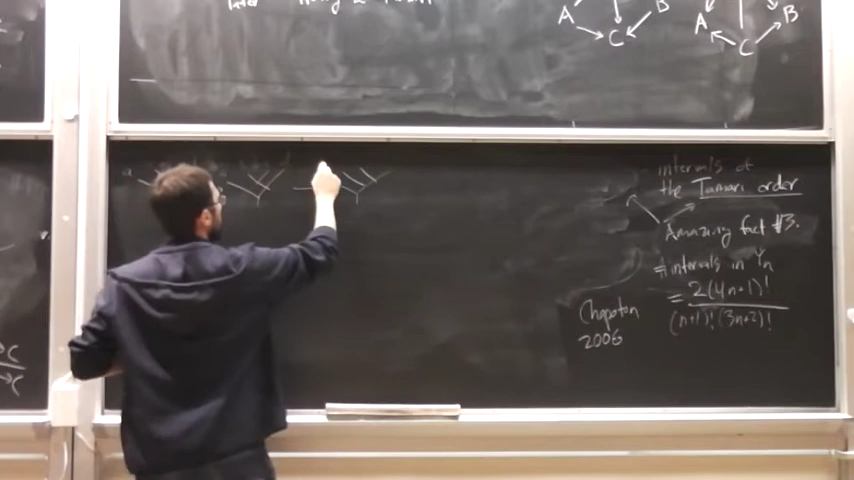 A
B
C
A
B
C
intervals of
the Tamari order
Amazing fact #3.
# intervals in Yn
= 2(4n+1)!
(n+1)!(3n+2)!
Chapoton
2006
C
C
a